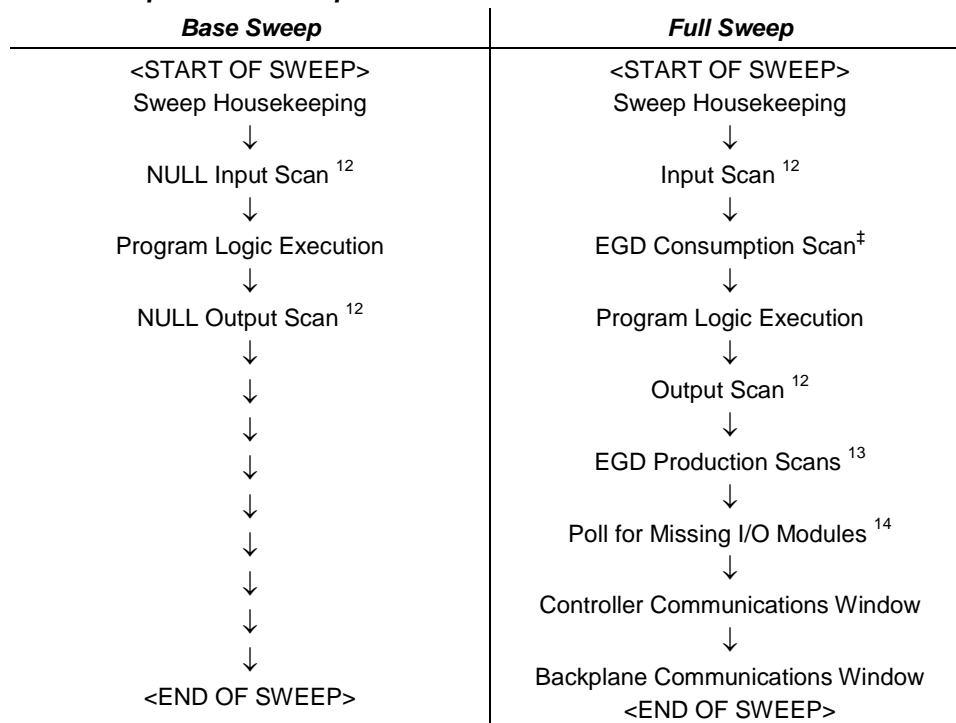 Base Sweep
Full Sweep
<START OF SWEEP>
<START OF SWEEP>
Sweep Housekeeping
Sweep Housekeeping
↓
↓
NULL Input Scan 12
Input Scan 12
↓
↓
Program Logic Execution
EGD Consumption Scan‡
↓
↓
NULL Output Scan 12
Program Logic Execution
↓
↓
↓
Output Scan 12
↓
↓
↓
EGD Production Scans 13
↓
↓
↓
Poll for Missing I/O Modules 14
↓
↓
↓
Controller Communications Window
↓
↓
Backplane Communications Window
<END OF SWEEP>
<END OF SWEEP>